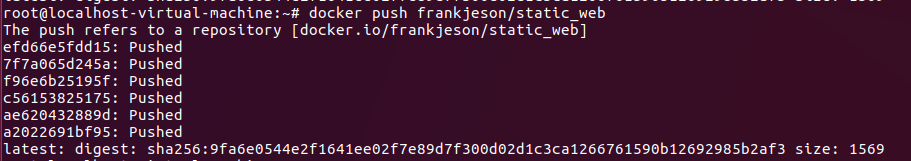 root@localhost-virtual-machine:~# docker push frankjeson/static_web
The push refers to a repository [docker.io/frankjeson/static_web]
efd66e5fdd15: Pushed
7f7a065d245a: Pushed
f96e6b25195f: Pushed
c56153825175: Pushed
ae620432889d: Pushed
a2022691bf95: Pushed
latest: digest: sha256:9fa6e0544e2f1641ee02f7e89d7f300d02d1c3ca1266761590b12692985b2af3 size: 1569